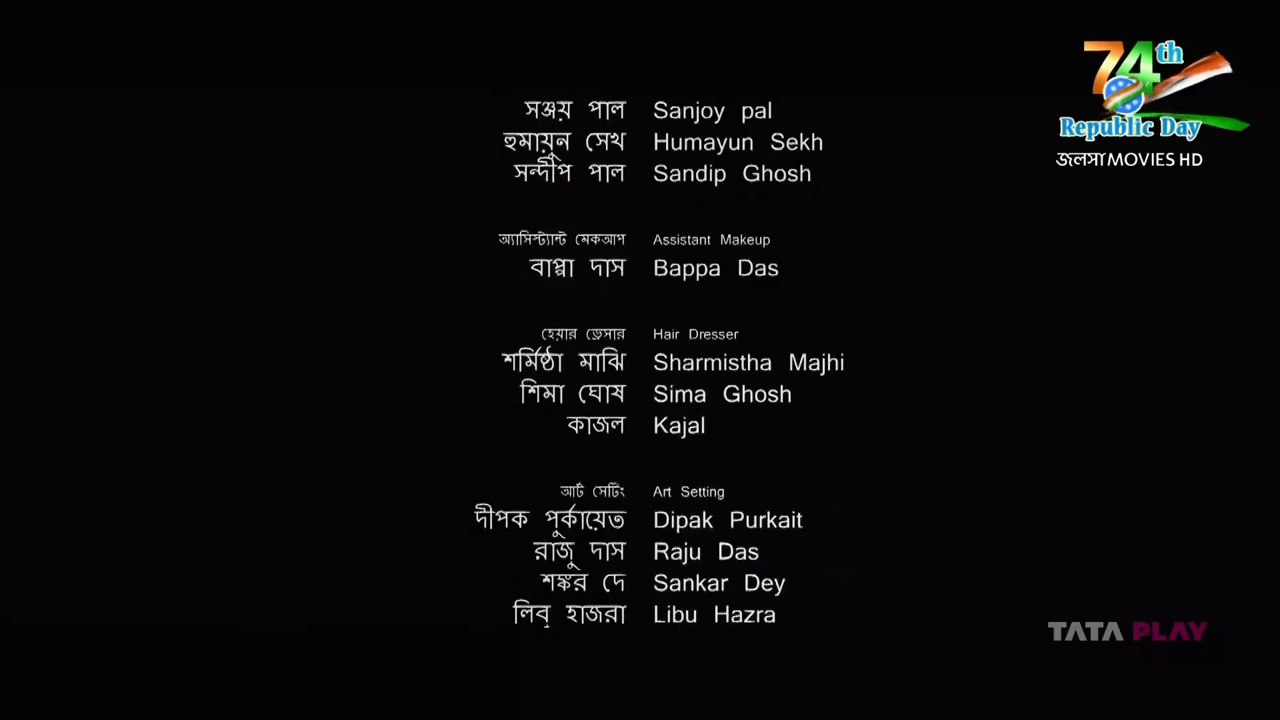 74th
Republic Day
জলসা MOVIES HD
সঞ্জয় পাল Sanjoy pal
হুমায়ূন সেখ Humayun Sekh
সন্দীপ পাল Sandip Ghosh
অ্যাসিস্ট্যান্ট মেকআপ Assistant Makeup
বাপ্পা দাস Bappa Das
হেয়ার ড্রেসার Hair Dresser
শর্মিষ্ঠা মাঝি Sharmistha Majhi
শিমা ঘোষ Sima Ghosh
কাজল Kajal
আর্ট সেটিং Art Setting
দীপক পুর্কায়েত Dipak Purkait
রাজু দাস Raju Das
শঙ্কর দে Sankar Dey
লিবু হাজরা Libu Hazra
TATA PLAY